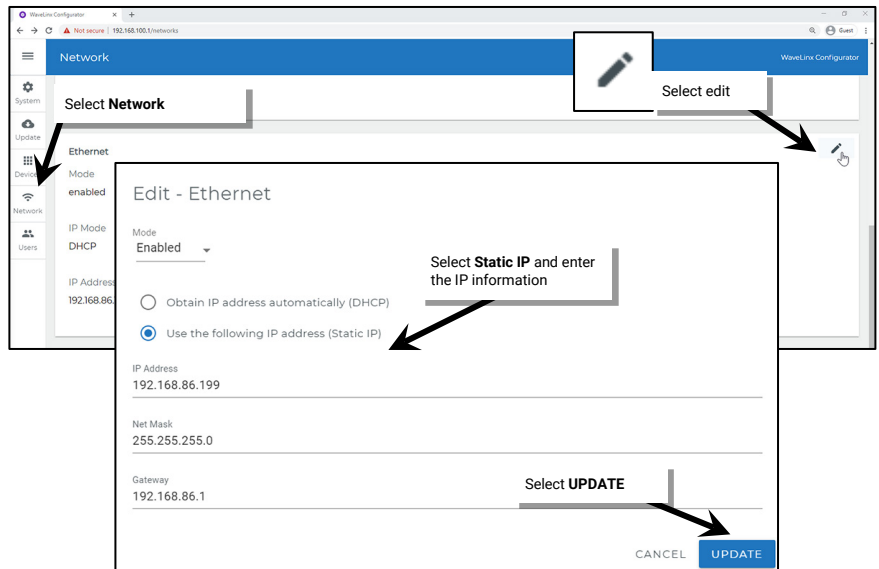 WaveLinx Configurator
Not secure | 192.168.100.1/networks
Guest
Network
WaveLinx Configurator
System
Update
Network
Users
Select Network
Select edit
Ethernet
Mode
enabled
IP Mode
DHCP
IP Address
192.168.86.
Edit - Ethernet
Mode
Enabled
Select Static IP and enter
the IP information
Obtain IP address automatically (DHCP)
Use the following IP address (Static IP)
IP Address
192.168.86.199
Net Mask
255.255.255.0
Gateway
192.168.86.1
Select UPDATE
CANCEL UPDATE